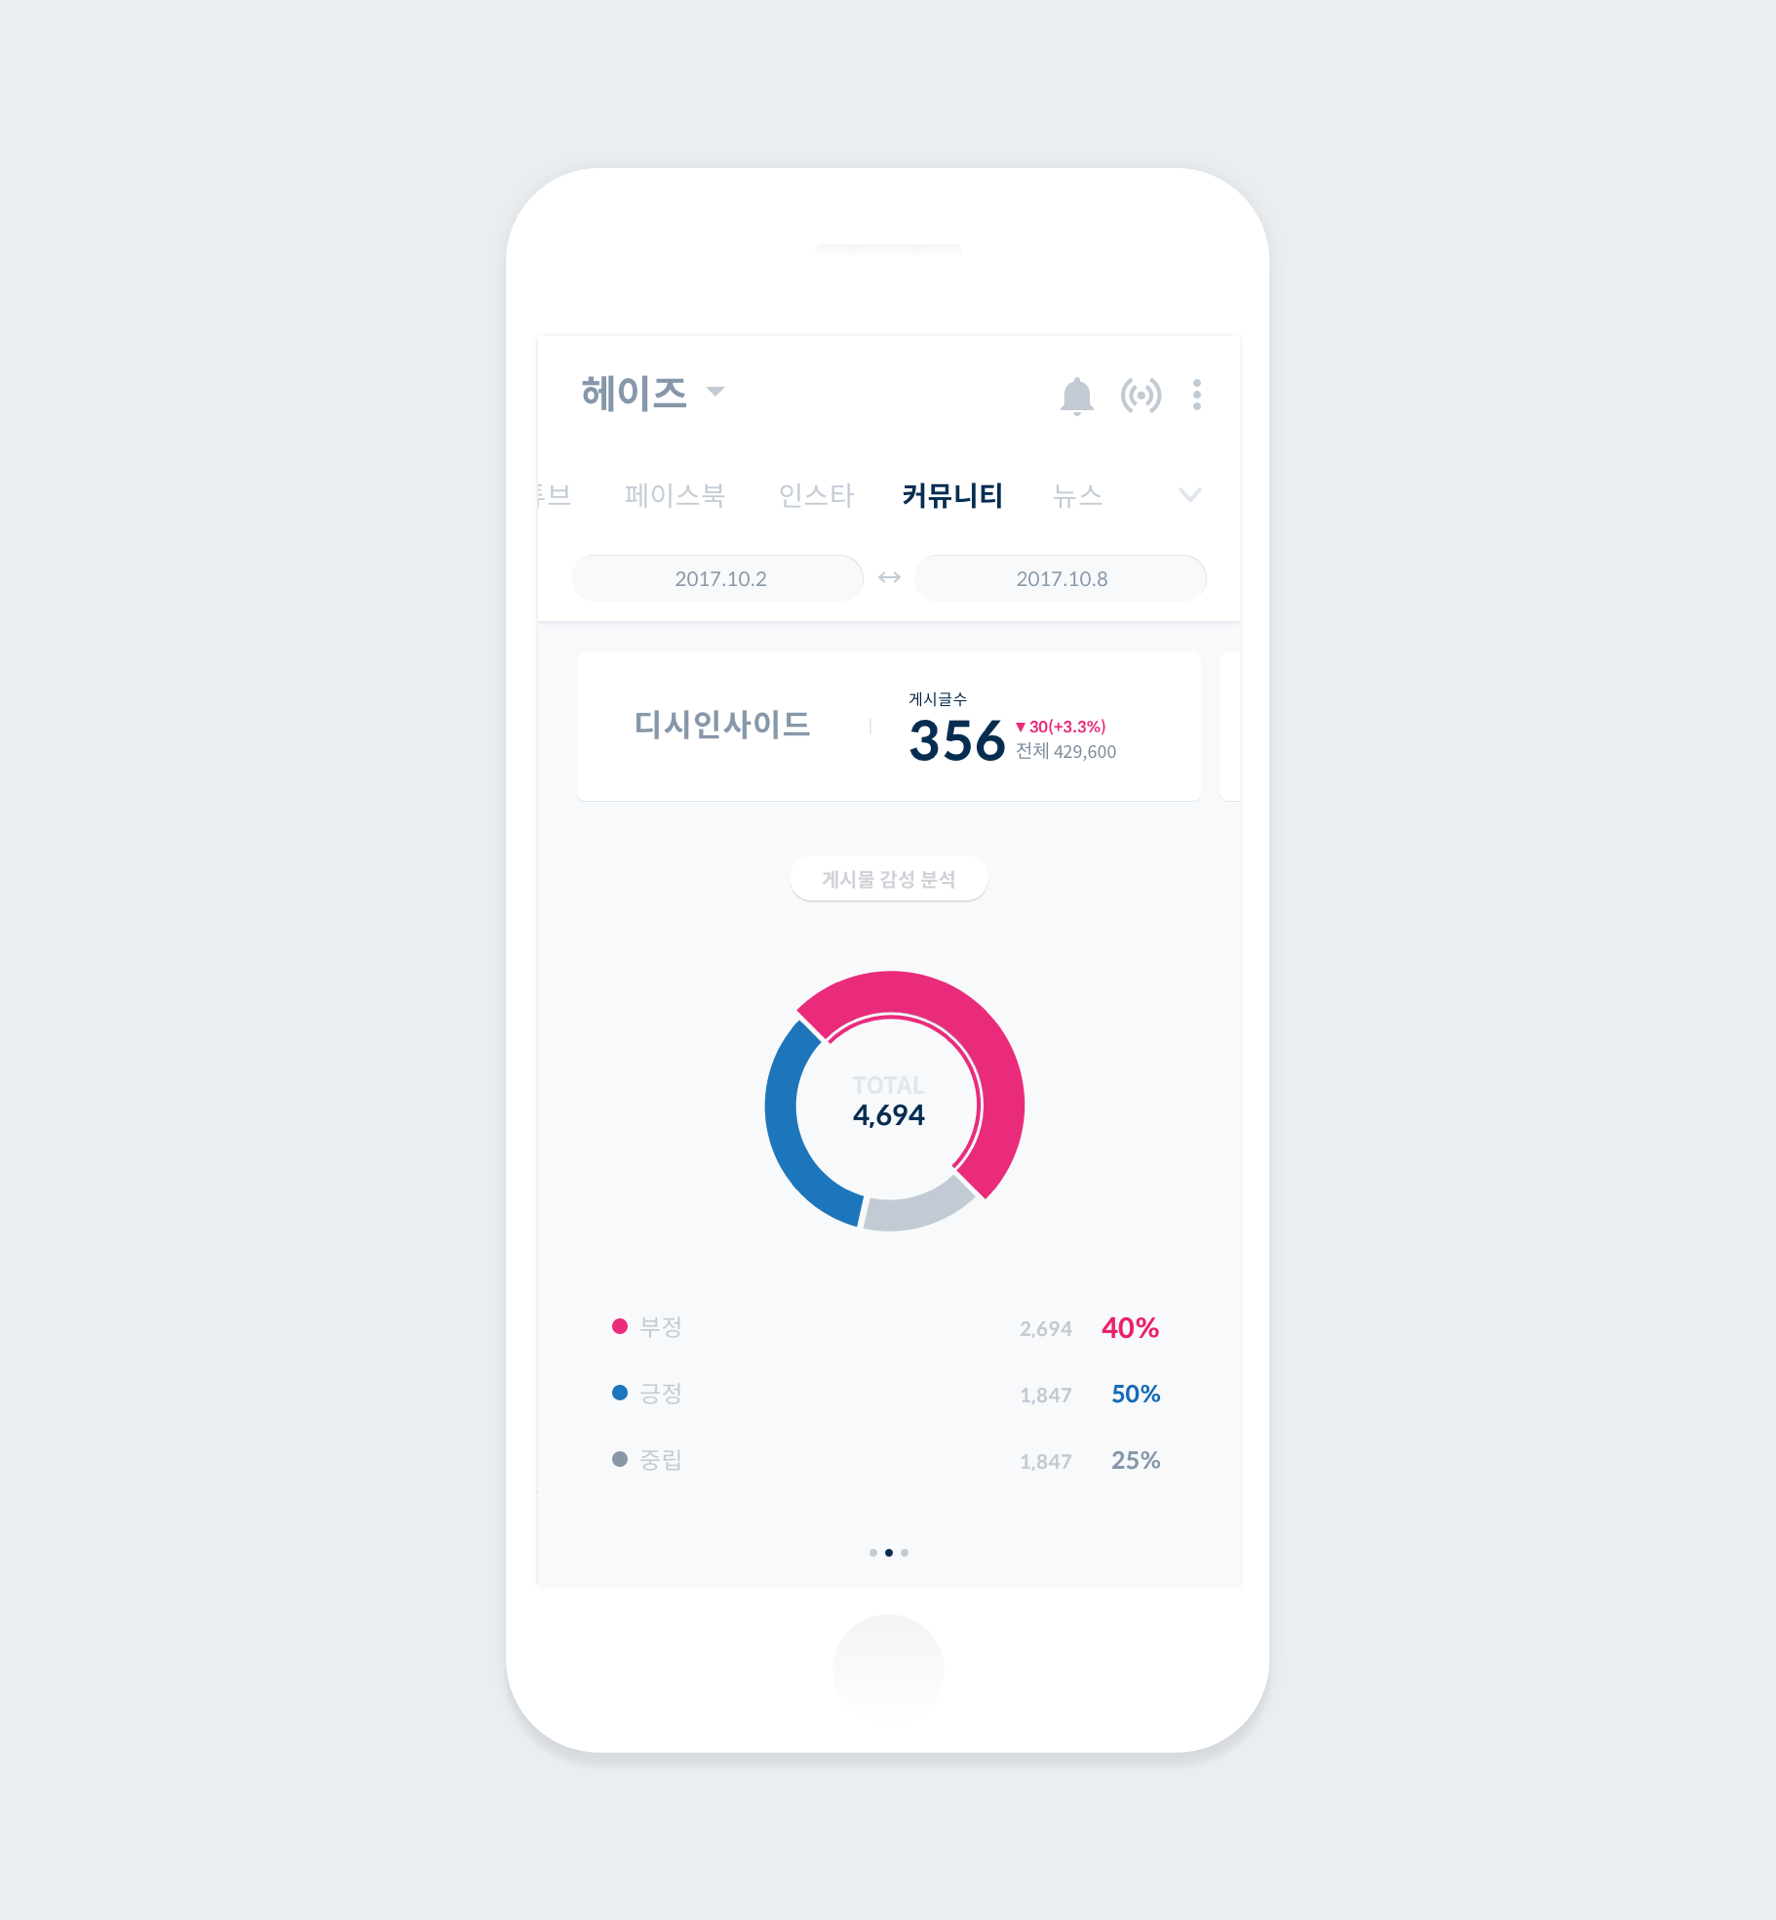 헤이즈
브 페이스북 인스타 커뮤니티 뉴스
2017.10.2 2017.10.8
디시인사이드
게시글수
356
▼30(+3.3%)
전체 429,600
게시물 감성 분석
TOTAL
4,694
부정 2,694 40%
긍정 1,847 50%
중립 1,847 25%